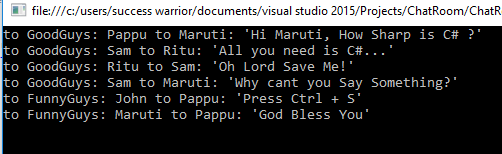 file:///c:/users/success warrior/documents/visual studio 2015/Projects/ChatRoom/ChatR
to GoodGuys: Pappu to Maruti: 'Hi Maruti, How Sharp is C# ?'
to GoodGuys: Sam to Ritu: 'All you need is C#...'
to GoodGuys: Ritu to Sam: 'Oh Lord Save Me!'
to GoodGuys: Sam to Maruti: 'Why cant you Say Something?'
to FunnyGuys: John to Pappu: 'Press Ctrl + S'
to FunnyGuys: Maruti to Pappu: 'God Bless You'